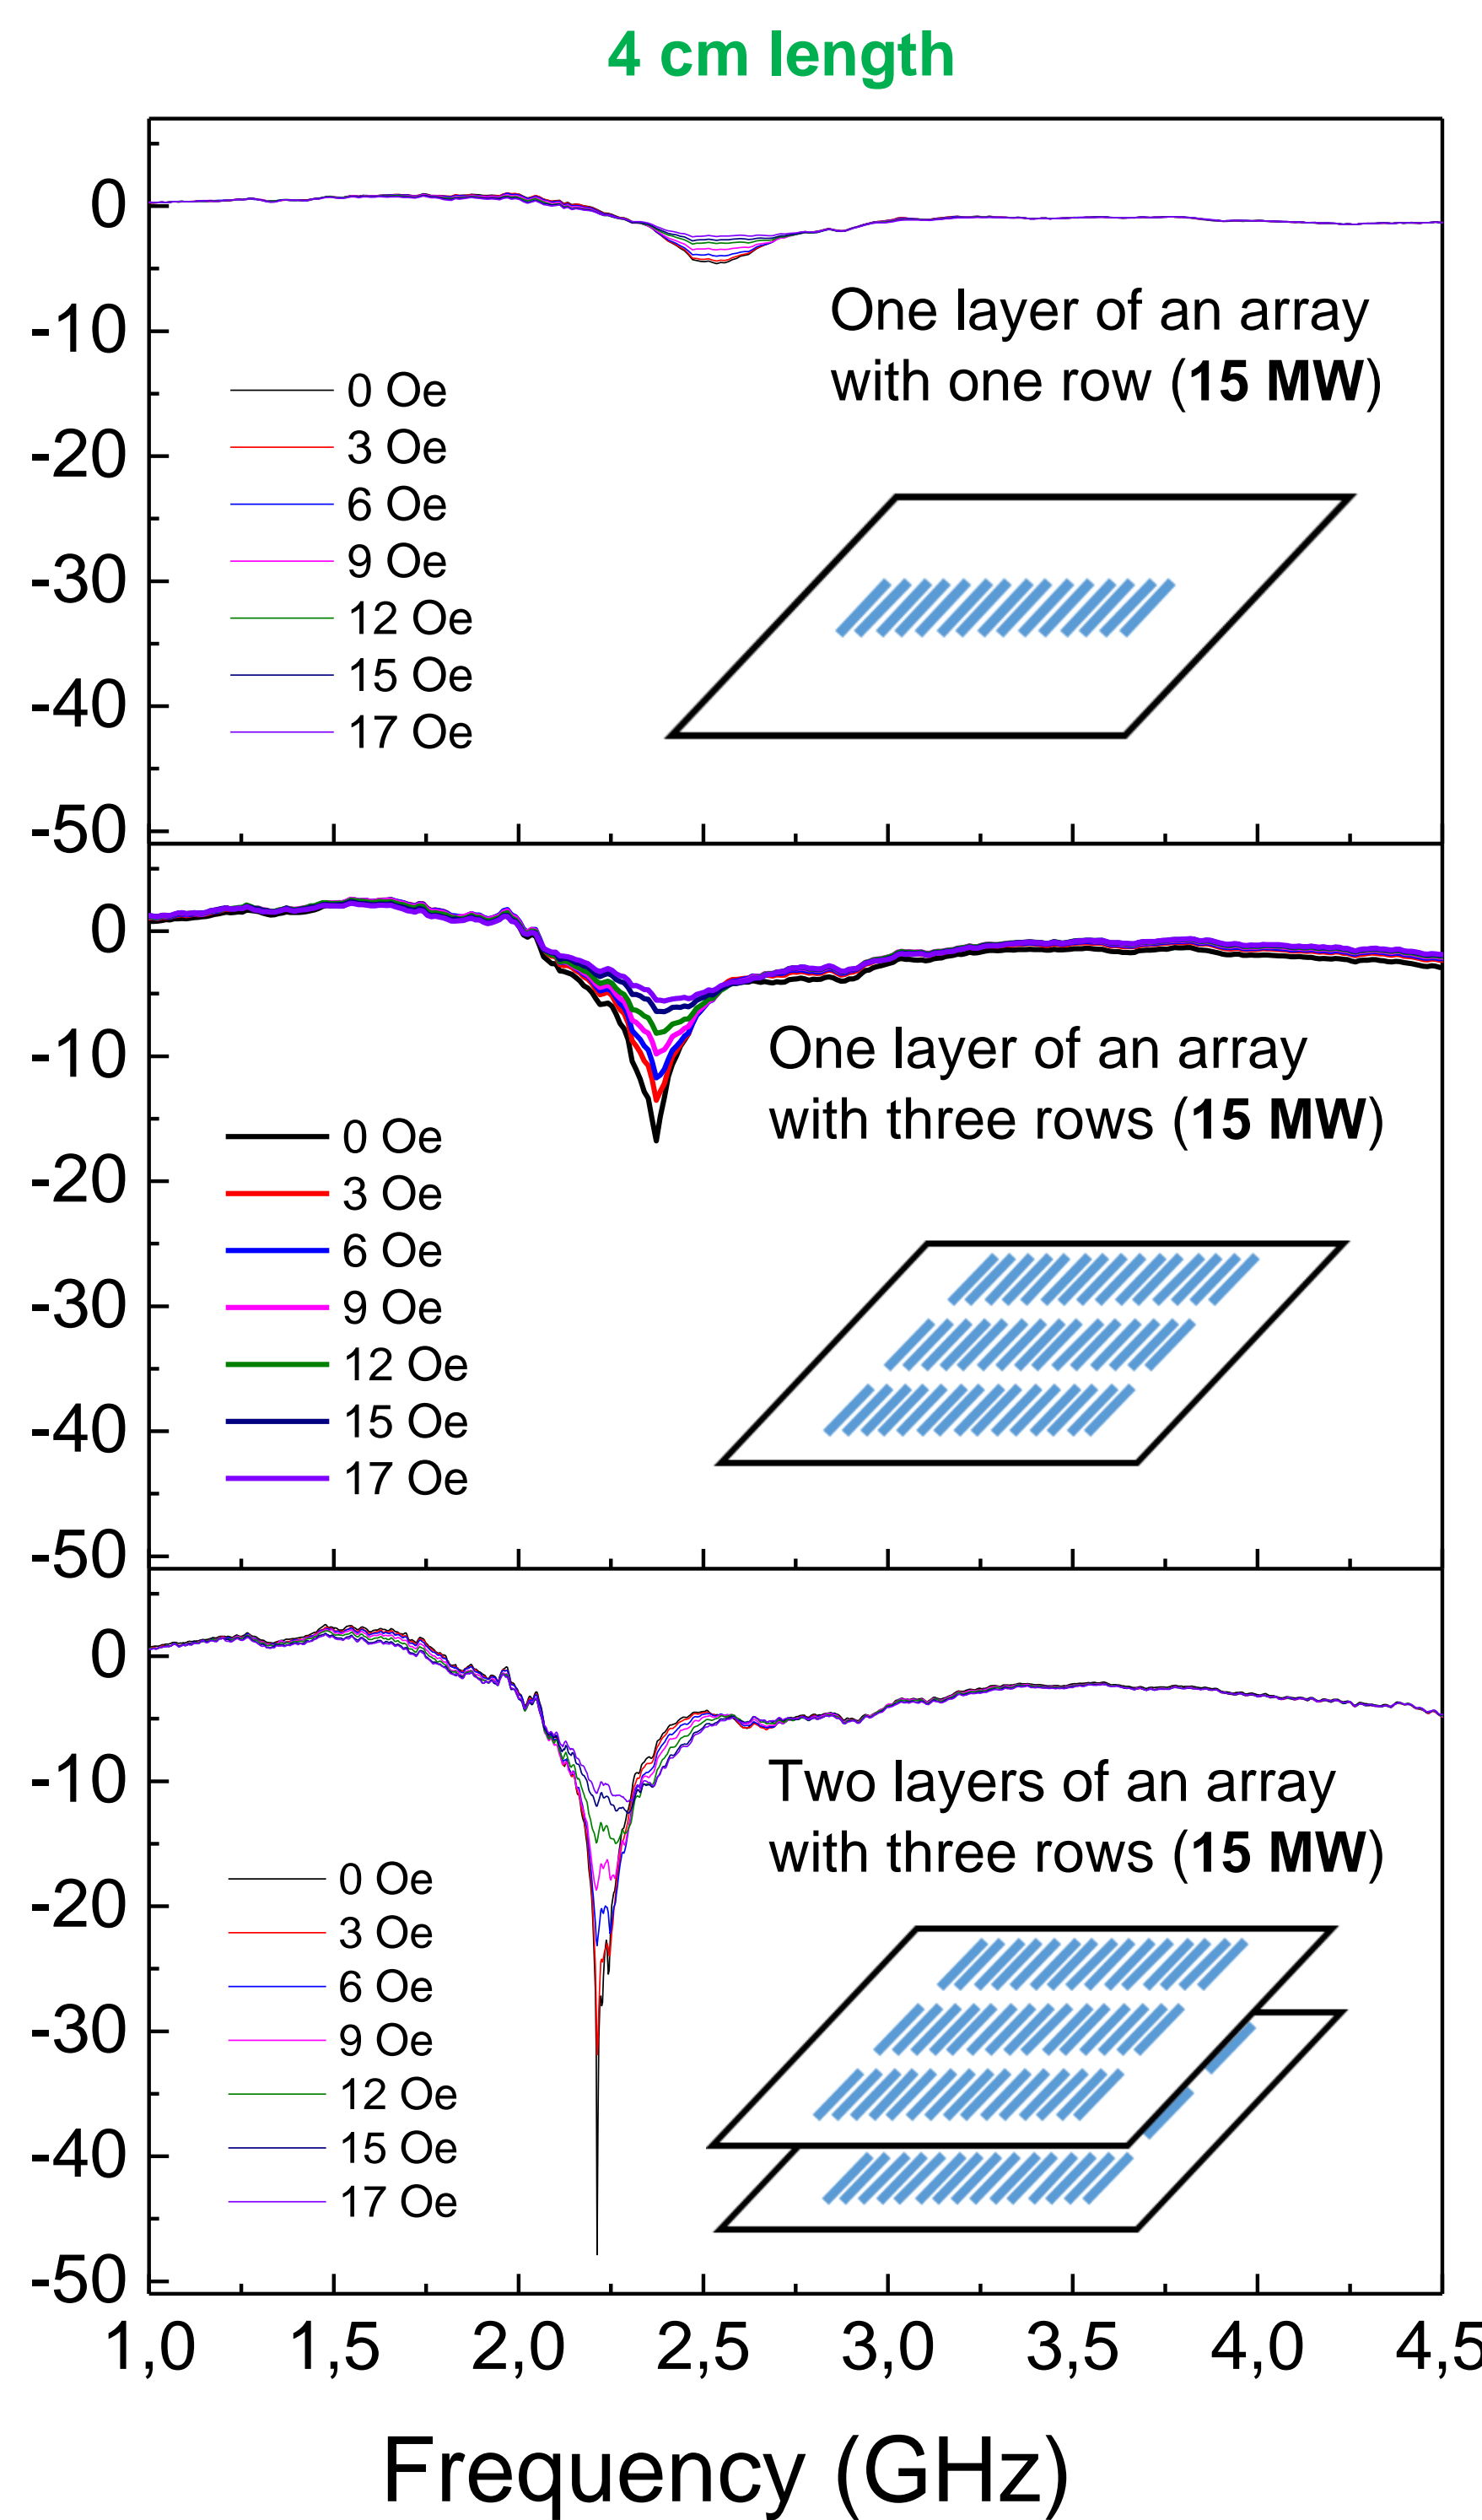 4 cm length
0
-10
-20
-30
-40
-50
One layer of an array
with one row (15 MW)
0 Oe
3 Oe
6 Oe
9 Oe
12 Oe
15 Oe
17 Oe
0
-10
-20
-30
-40
-50
One layer of an array
with three rows (15 MW)
0 Oe
3 Oe
6 Oe
9 Oe
12 Oe
15 Oe
17 Oe
0
-10
-20
-30
-40
-50
Two layers of an array
with three rows (15 MW)
0 Oe
3 Oe
6 Oe
9 Oe
12 Oe
15 Oe
17 Oe
1,0 1,5 2,0 2,5 3,0 3,5 4,0 4,5
Frequency (GHz)